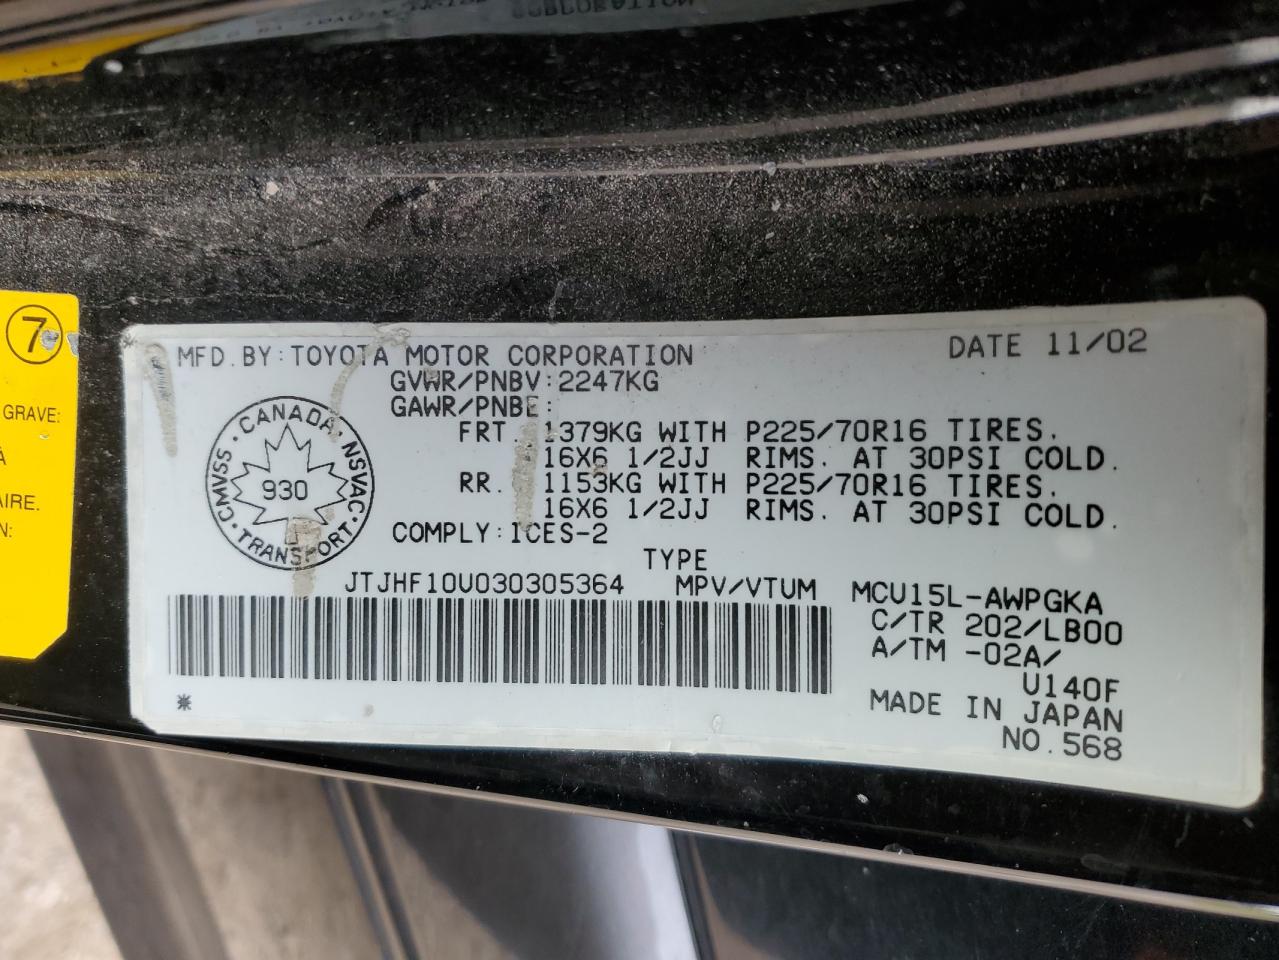 7
GRAVE:
À
AIRE.
N:
MFD. BY: TOYOTA MOTOR CORPORATION DATE 11/02
GVWR/PNBV: 2247KG
GAWR/PNBE:
FRT. 1379KG WITH P225/70R16 TIRES.
16X6 1/2JJ RIMS. AT 30PSI COLD.
RR. 1153KG WITH P225/70R16 TIRES.
16X6 1/2JJ RIMS. AT 30PSI COLD.
CANADA · NSVAC · TRANSPORT · CMVSS ·
930
COMPLY: ICES-2
TYPE
JTJHF10U030305364 MPV/VTUM MCU15L-AWPGKA
C/TR 202/LB00
A/TM -02A/
U140F
MADE IN JAPAN
NO.568
*